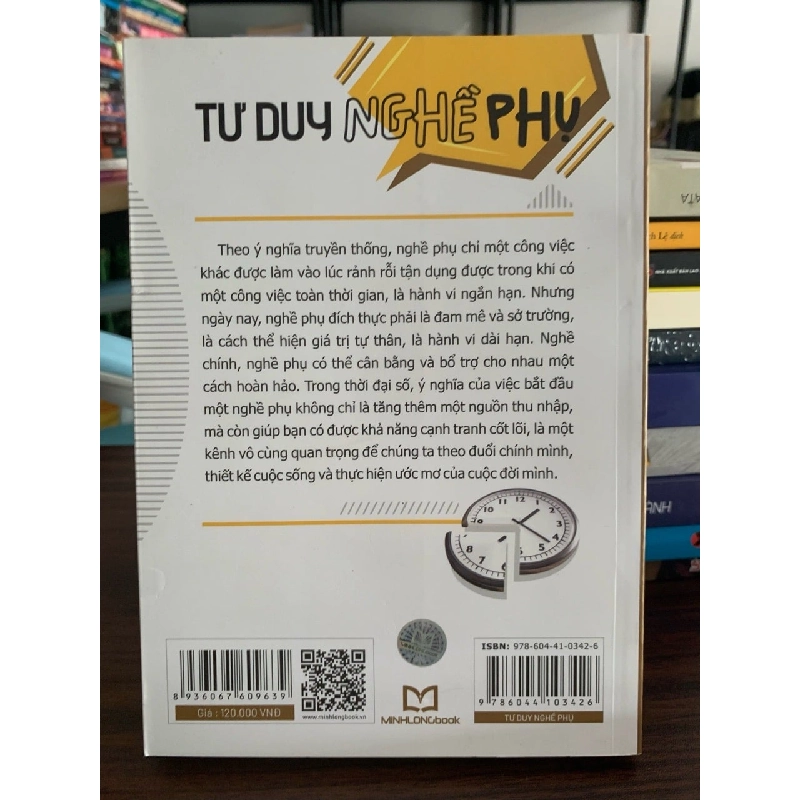 TƯ DUY NGHỀ PHỤ
Theo ý nghĩa truyền thống, nghề phụ chỉ một công việc
khác được làm vào lúc rảnh rỗi tận dụng được trong khi có
một công việc toàn thời gian, là hành vi ngắn hạn. Nhưng
ngày nay, nghề phụ đích thực phải là đam mê và sở trường,
là cách thể hiện giá trị tự thân, là hành vi dài hạn. Nghề
chính, nghề phụ có thể cân bằng và bổ trợ cho nhau một
cách hoàn hảo. Trong thời đại số, ý nghĩa của việc bắt đầu
một nghề phụ không chỉ là tăng thêm một nguồn thu nhập,
mà còn giúp bạn có được khả năng cạnh tranh cốt lõi, là một
kênh vô cùng quan trọng để chúng ta theo đuổi chính mình,
thiết kế cuộc sống và thực hiện ước mơ của cuộc đời mình.
8 936067 609639
Giá : 120.000 VNĐ
www.minhlongbook.vn
MINHLONGbook
ISBN: 978-604-41-0342-6
9 786044 103426
TƯ DUY NGHỀ PHỤ